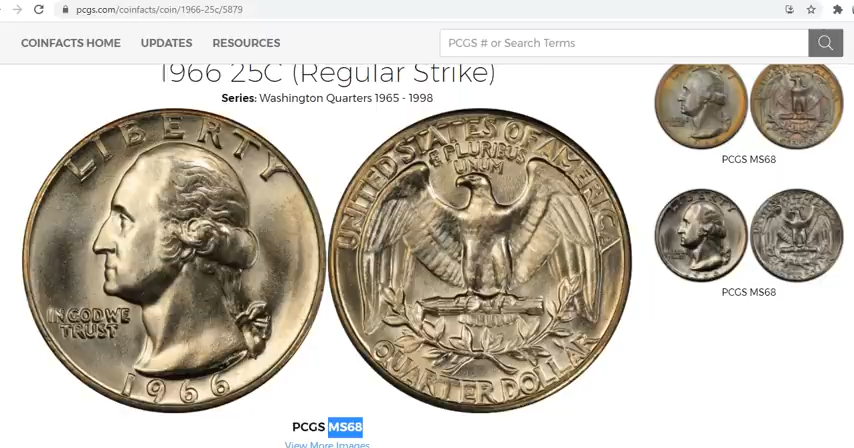 pcgs.com/coinfacts/coin/1966-25c/5879
COINFACTS HOME UPDATES RESOURCES PCGS # or Search Terms
1966 25C (Regular Strike)
Series: Washington Quarters 1965 - 1998
LIBERTY
IN GOD WE
TRUST
1966
UNITED STATES OF AMERICA
E PLURIBUS
UNUM
QUARTER DOLLAR
PCGS MS68
View More Images
PCGS MS68
PCGS MS68